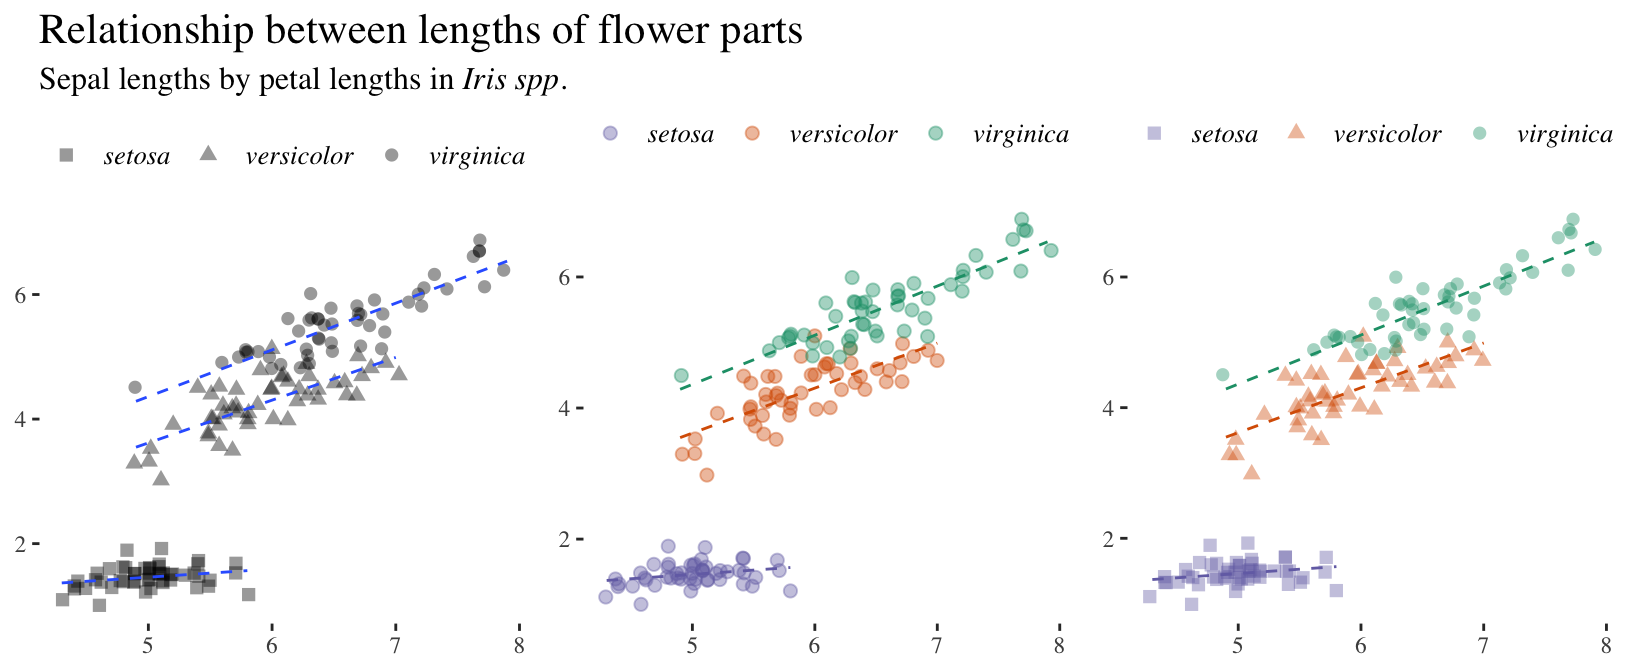 Relationship between lengths of flower parts
Sepal lengths by petal lengths in Iris spp.
setosa versicolor virginica
setosa versicolor virginica
setosa versicolor virginica
6
4
2
5 6 7 8
6
4
2
5 6 7 8
6
4
2
5 6 7 8